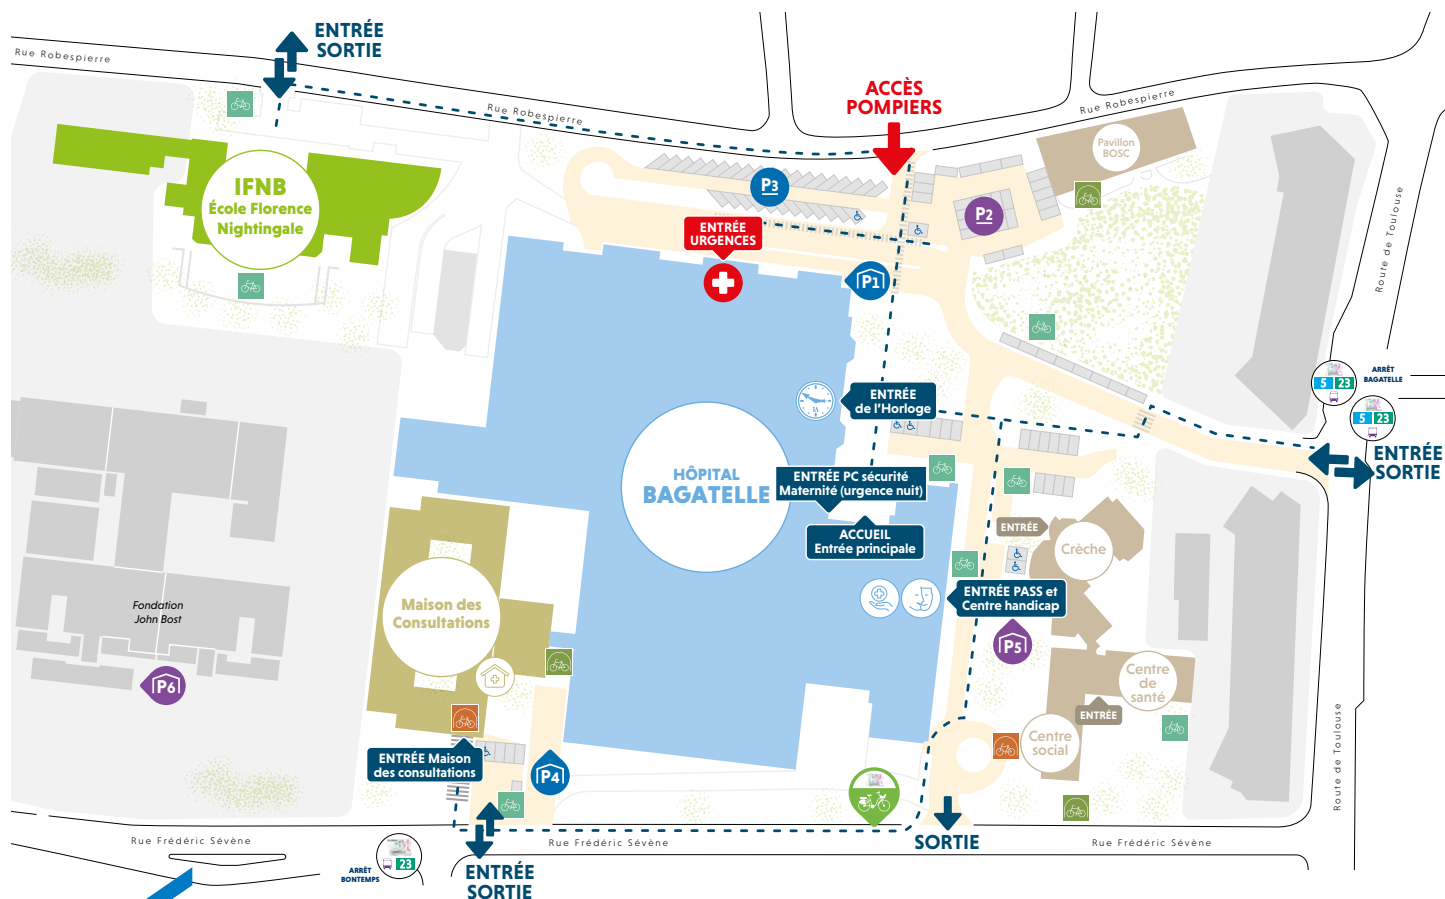 ENTRÉE
SORTIE
Rue Robespierre
Rue Robespierre
ACCÈS
POMPIERS
Rue Robespierre
Pavillon
BOSC
IFNB
École Florence
Nightingale
P3
P2
ENTRÉE
URGENCES
P1
Route de Toulouse
ARRÊT
BAGATELLE
5 23
5 23
ENTRÉE
de l'Horloge
ENTRÉE
SORTIE
HÔPITAL
BAGATELLE
ENTRÉE PC sécurité
Maternité (urgence nuit)
ACCUEIL
Entrée principale
ENTRÉE
Crèche
ENTRÉE PASS et
Centre handicap
Fondation
John Bost
Maison des
Consultations
P5
P6
Centre
de
santé
ENTRÉE
Centre
social
ENTRÉE Maison
des consultations
P4
Route de Toulouse
Rue Frédéric Sévène
Rue Frédéric Sévène
SORTIE
Rue Frédéric Sévène
ARRÊT
BONTEMPS
23
ENTRÉE
SORTIE